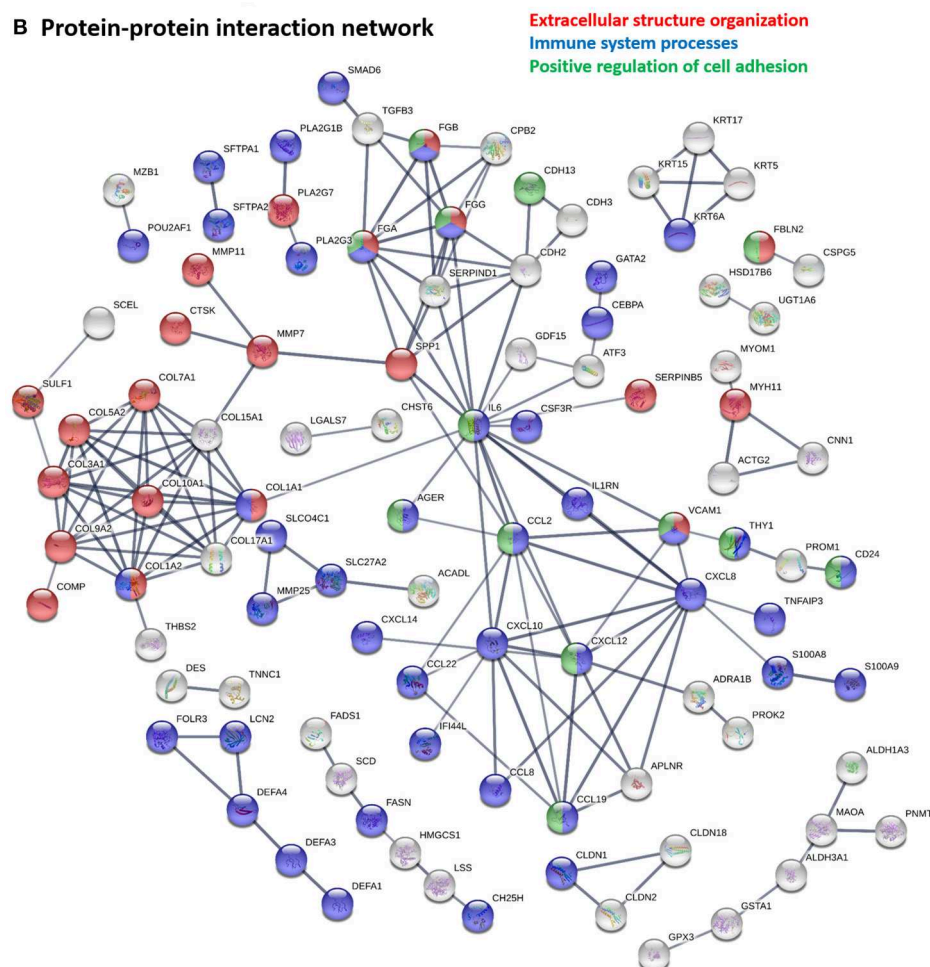 B Protein-protein interaction network
Extracellular structure organization
Immune system processes
Positive regulation of cell adhesion
SMAD6
TGFB3
FGB
CPB2
PLA2G1B
SFTPA1
MZB1
PLA2G7
SFTPA2
POU2AF1
PLA2G3
FGA
FGG
CDH13
CDH3
CDH2
SERPIND1
KRT17
KRT15
KRT5
KRT6A
FBLN2
CSPG5
HSD17B6
UGT1A6
MMP11
GATA2
CEBPA
SCEL
CTSK
MMP7
SPP1
GDF15
ATF3
MYOM1
MYH11
SERPINB5
SULF1
COL7A1
COL5A2
COL15A1
LGALS7
CHST6
IL6
CSF3R
CNN1
ACTG2
COL3A1
COL10A1
COL1A1
AGER
IL1RN
COL9A2
COL17A1
SLCO4C1
CCL2
VCAM1
THY1
PROM1
CD24
COL1A2
COMP
MMP25
SLC27A2
ACADL
CXCL8
TNFAIP3
THBS2
CXCL14
CXCL10
CXCL12
S100A8
S100A9
DES
TNNC1
CCL22
ADRA1B
PROK2
FOLR3
LCN2
FADS1
IFI44L
SCD
CCL8
APLNR
ALDH1A3
DEFA4
FASN
CCL19
MAOA
PNMT
DEFA3
HMGCS1
CLDN18
CLDN1
ALDH3A1
LSS
DEFA1
CH25H
CLDN2
GSTA1
GPX3